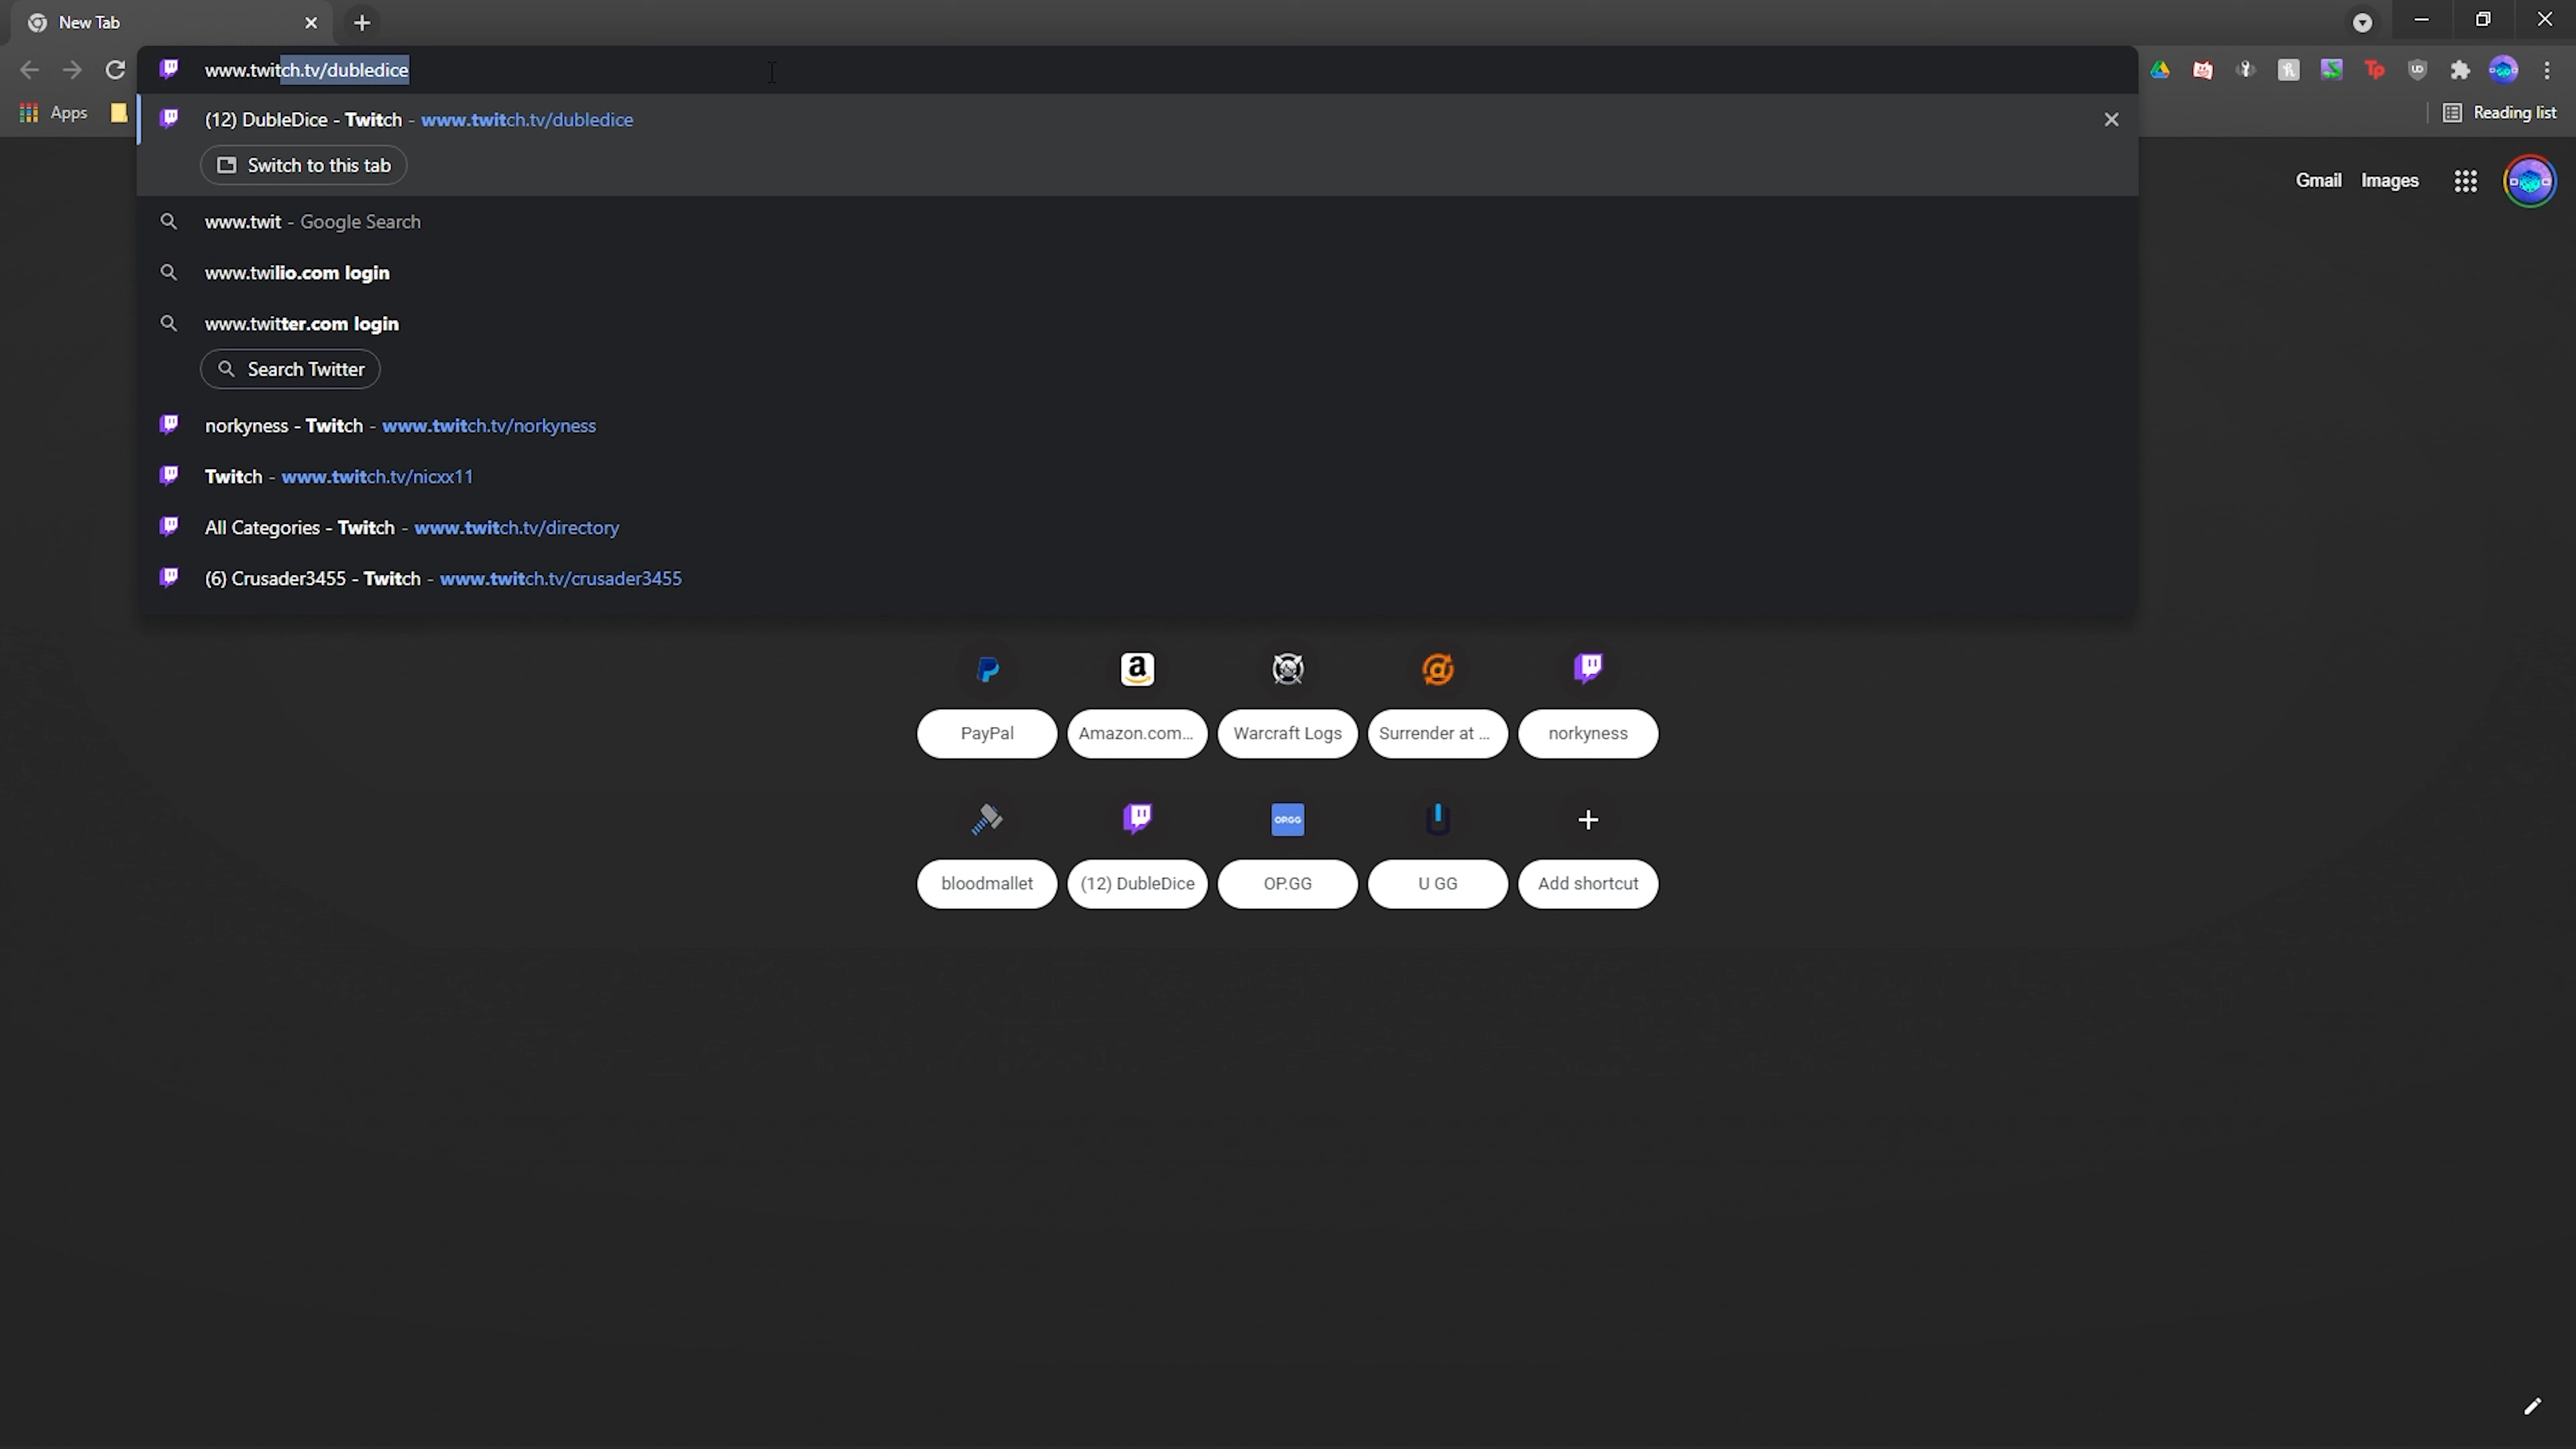 New Tab
www.twitch.tv/dubledice
Apps
Reading list
(12) DubleDice - Twitch - www.twitch.tv/dubledice
Switch to this tab
Gmail Images
www.twit - Google Search
www.twilio.com login
www.twitter.com login
Search Twitter
norkyness - Twitch - www.twitch.tv/norkyness
Twitch - www.twitch.tv/nicxx11
All Categories - Twitch - www.twitch.tv/directory
(6) Crusader3455 - Twitch - www.twitch.tv/crusader3455
PayPal Amazon.com... Warcraft Logs Surrender at ... norkyness
OP.GG
bloodmallet (12) DubleDice OP.GG U GG Add shortcut